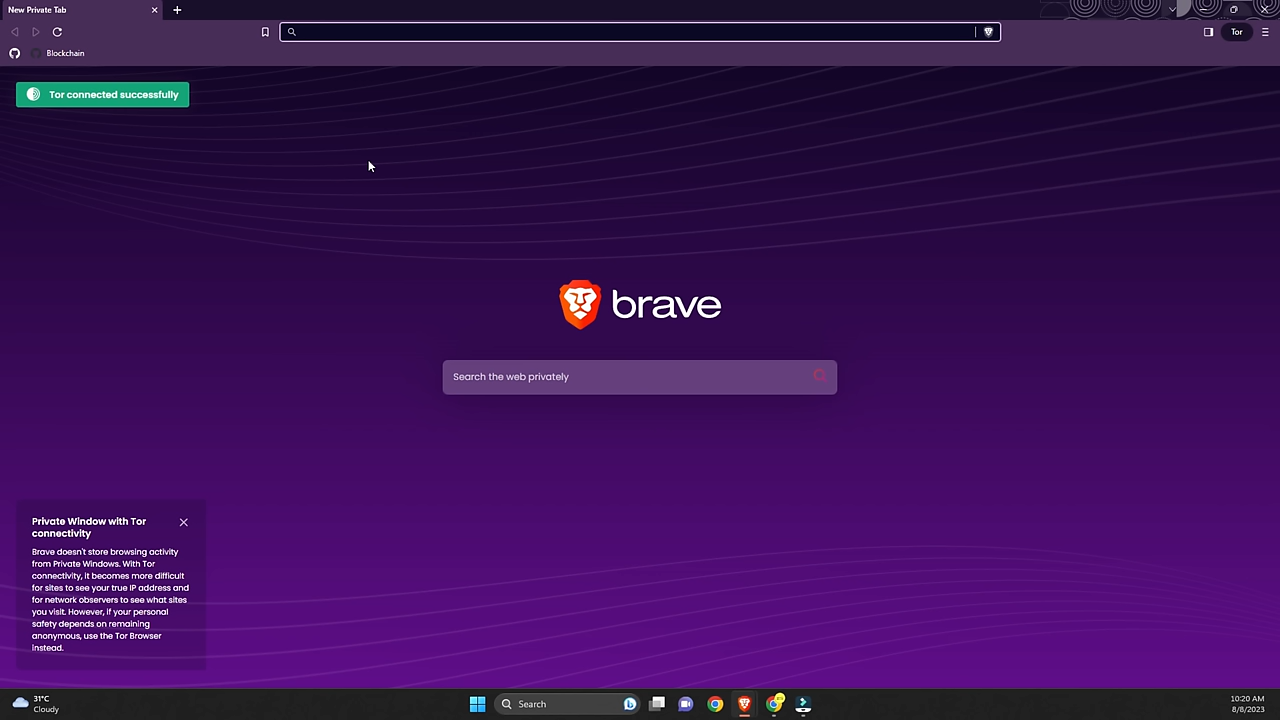 New Private Tab
Tor
Blockchain
Tor connected successfully
brave
Search the web privately
Private Window with Tor
connectivity
Brave doesn't store browsing activity
from Private Windows. With Tor
connectivity, it becomes more difficult
for sites to see your true IP address and
for network observers to see what sites
you visit. However, if your personal
safety depends on remaining
anonymous, use the Tor Browser
instead.
31°C
Cloudy
Search
10:20 AM
8/8/2023